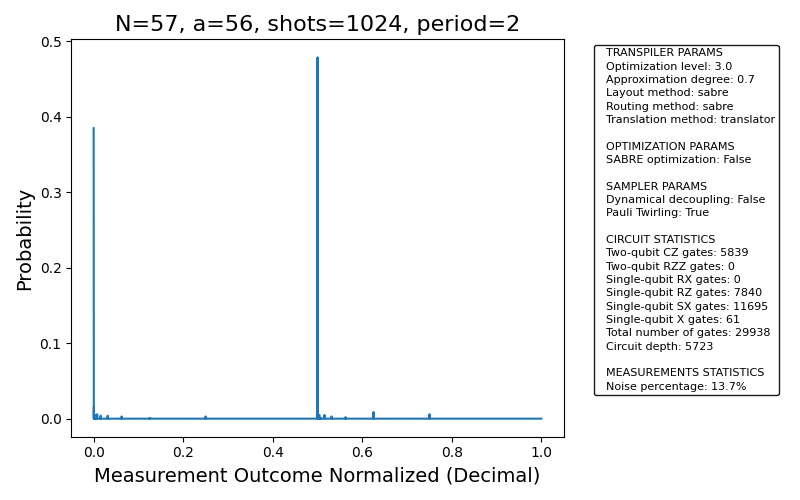 N=57, a=56, shots=1024, period=2
0.5
0.4
0.3
0.2
0.1
0.0
Probability
0.0 0.2 0.4 0.6 0.8 1.0
Measurement Outcome Normalized (Decimal)
TRANSPILER PARAMS
Optimization level: 3.0
Approximation degree: 0.7
Layout method: sabre
Routing method: sabre
Translation method: translator
OPTIMIZATION PARAMS
SABRE optimization: False
SAMPLER PARAMS
Dynamical decoupling: False
Pauli Twirling: True
CIRCUIT STATISTICS
Two-qubit CZ gates: 5839
Two-qubit RZZ gates: 0
Single-qubit RX gates: 0
Single-qubit RZ gates: 7840
Single-qubit SX gates: 11695
Single-qubit X gates: 61
Total number of gates: 29938
Circuit depth: 5723
MEASUREMENTS STATISTICS
Noise percentage: 13.7%